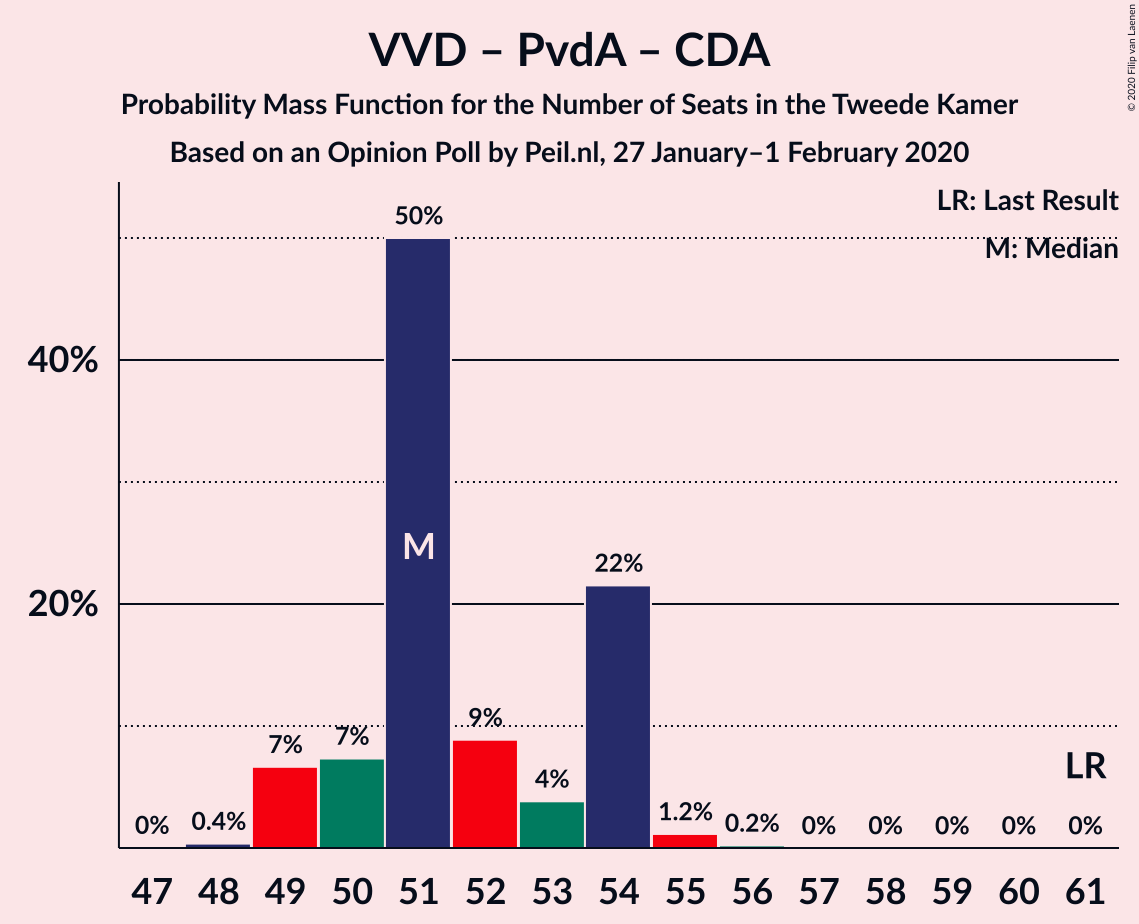 VVD – PvdA – CDA
Probability Mass Function for the Number of Seats in the Tweede Kamer
Based on an Opinion Poll by Peil.nl, 27 January–1 February 2020
© 2020 Filip van Laenen
LR: Last Result
M: Median
40%
20%
0%
0.4%
7%
7%
50%
M
9%
4%
22%
1.2%
0.2%
0%
0%
0%
0%
LR
0%
47 48 49 50 51 52 53 54 55 56 57 58 59 60 61